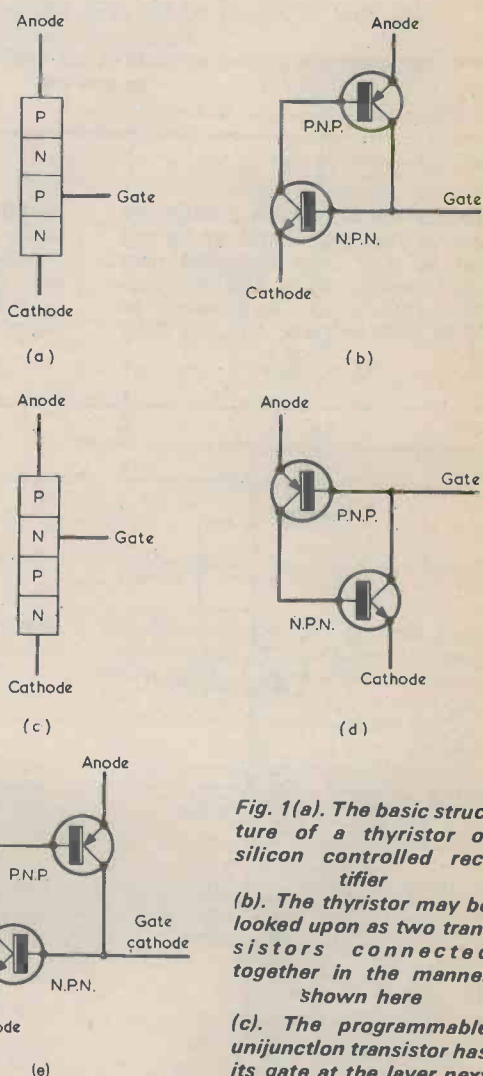 Anode
P
N
P
N
Gate
Cathode
(a)
Anode
P.N.P.
Gate
N.P.N.
Cathode
(b)
Anode
P
N
P
N
Gate
Cathode
(c)
Anode
Gate
P.N.P.
N.P.N.
Cathode
(d)
Anode
P.N.P.
Gate
cathode
N.P.N.
(e)
Fig. 1(a). The basic struc
ture of a thyristor
silicon controlled rec
tifier
(b). The thyristor may be
looked upon as two tran
sistors connected
together in the manner
shown here
(c). The programmable
unijunction transistor has
its gate at the layer next